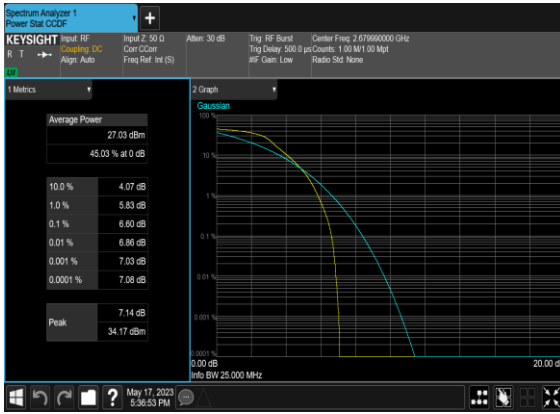 Spectrum Analyzer 1
Power Stat CCDF
+
KEYSIGHT
R T
LW
Input: RF
Coupling: DC
Align: Auto
Input Z: 50 Ω
Corr CCorr
Freq Ref: Int (S)
Atten: 30 dB
Trig: RF Burst
Trig Delay: 500.0 µs
#IF Gain: Low
Center Freq: 2.679990000 GHz
Counts: 1.00 M/1.00 Mpt
Radio Std: None
1 Metrics
Average Power
27.03 dBm
45.03 % at 0 dB
10.0 % 4.07 dB
1.0 % 5.83 dB
0.1 % 6.60 dB
0.01 % 6.86 dB
0.001 % 7.03 dB
0.0001 % 7.08 dB
Peak
7.14 dB
34.17 dBm
2 Graph
Gaussian
100 %
10 %
1 %
0.1 %
0.01 %
0.001 %
0.0001 %
0.00 dB
20.00 d
Info BW 25.000 MHz
?
May 17, 2023
5:36:53 PM